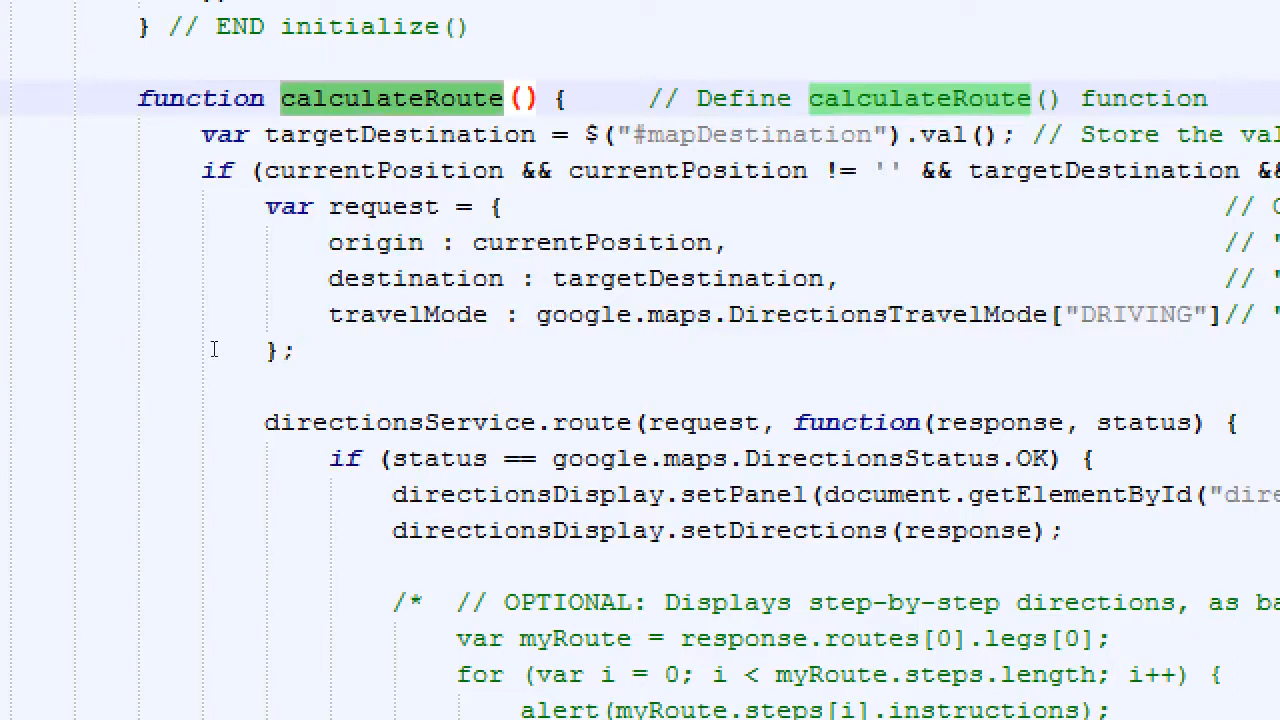 } // END initialize()
function calculateRoute() { // Define calculateRoute() function
var targetDestination = $("#mapDestination").val(); // Store the val
if (currentPosition && currentPosition != '' && targetDestination &&
var request = { //
origin : currentPosition, // "
destination : targetDestination, // "
travelMode : google.maps.DirectionsTravelMode["DRIVING"]// "
};
directionsService.route(request, function(response, status) {
if (status == google.maps.DirectionsStatus.OK) {
directionsDisplay.setPanel(document.getElementById("dire
directionsDisplay.setDirections(response);
/* // OPTIONAL: Displays step-by-step directions, as ba
var myRoute = response.routes[0].legs[0];
for (var i = 0; i < myRoute.steps.length; i++) {
alert(myRoute.steps[i].instructions);